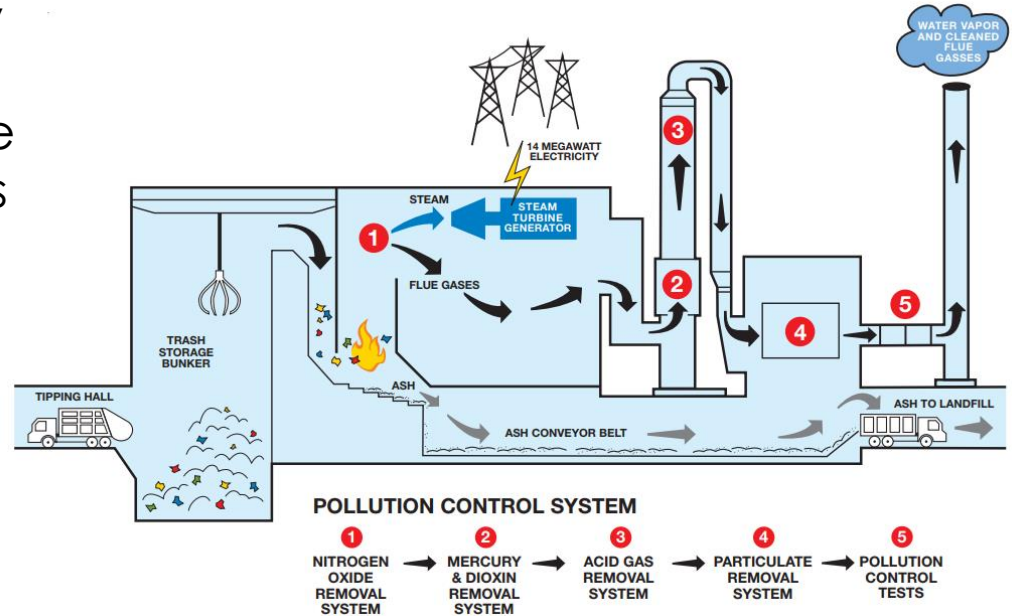 WATER VAPOR
AND CLEANED
FLUE
GASSES
14 MEGAWATT
ELECTRICITY
STEAM
STEAM
TURBINE
GENERATOR
1
FLUE GASES
2
3
4
5
TRASH
STORAGE
BUNKER
TIPPING HALL
ASH
ASH CONVEYOR BELT
ASH TO LANDFILL
POLLUTION CONTROL SYSTEM
1
NITROGEN
OXIDE
REMOVAL
SYSTEM
2
MERCURY
& DIOXIN
REMOVAL
SYSTEM
3
ACID GAS
REMOVAL
SYSTEM
4
PARTICULATE
REMOVAL
SYSTEM
5
POLLUTION
CONTROL
TESTS